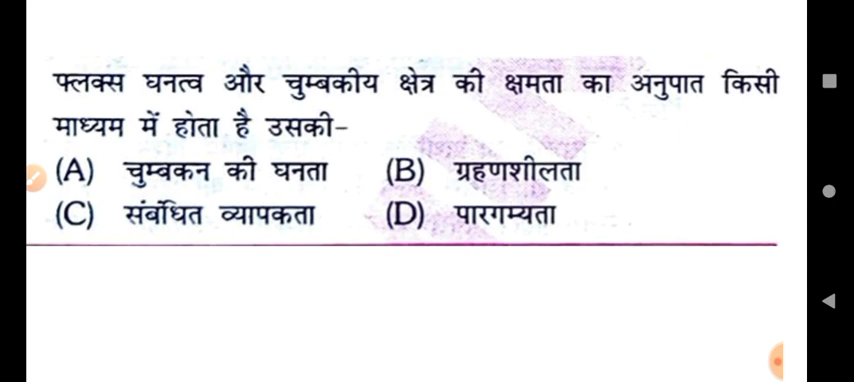 फ्लक्स घनत्व और चुम्बकीय क्षेत्र की क्षमता का अनुपात किसी
माध्यम में होता है उसकी–
(A) चुम्बकन की घनता (B) ग्रहणशीलता
(C) संबंधित व्यापकता (D) पारगम्यता